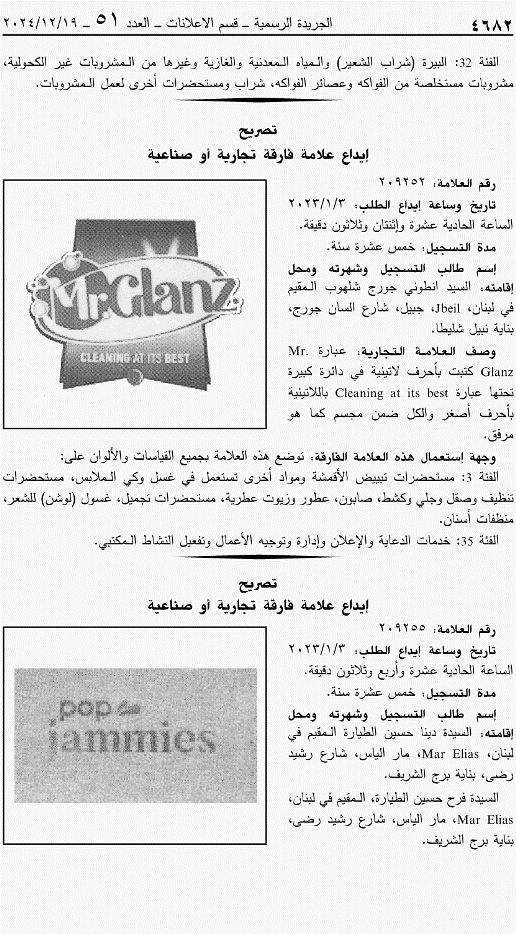 ٤٦٨٢ الجريدة الرسمية – قسم الاعلانات – العدد ٥١ – ٢٠٢٤/١٢/١٩
الفئة 32: البيرة (شراب الشعير) والمياه المعدنية والغازية وغيرها من المشروبات غير الكحولية،
مشروبات مستخلصة من الفواكه وعصائر الفواكه، شراب ومستحضرات أخرى لعمل المشروبات.
تصريح
إيداع علامة فارقة تجارية أو صناعية
رقم العلامة: ٢٠٩٢٥٢
تاريخ وساعة إيداع الطلب: ٢٠٢٣/١/٣
الساعة الحادية عشرة وإثنتان وثلاثون دقيقة.
مدة التسجيل: خمس عشرة سنة.
إسم طالب التسجيل وشهرته ومحل
إقامته: السيد انطوني جورج شلهوب المقيم
في لبنان، Jbeil، جبيل، شارع السان جورج،
بناية نبيل شليطا.
وصف العلامة التجارية: عبارة Mr.
Glanz كتبت بأحرف لاتينية في دائرة كبيرة
تحتها عبارة Cleaning at its best باللاتينية
بأحرف أصغر والكل ضمن مجسم كما هو
مرفق.
Mr.Glanz
CLEANING AT ITS BEST
وجهة إستعمال هذه العلامة الفارقة: توضع هذه العلامة بجميع القياسات والألوان على:
الفئة 3: مستحضرات تبييض الأقمشة ومواد أخرى تستعمل في غسل وكي الملابس، مستحضرات
تنظيف وصقل وجلي وكشط، صابون، عطور وزيوت عطرية، مستحضرات تجميل، غسول (لوشن) للشعر،
منظفات أسنان.
الفئة 35: خدمات الدعاية والإعلان وإدارة وتوجيه الأعمال وتفعيل النشاط المكتبي.
تصريح
إيداع علامة فارقة تجارية أو صناعية
رقم العلامة: ٢٠٩٢٥٥
تاريخ وساعة إيداع الطلب: ٢٠٢٣/١/٣
الساعة الحادية عشرة وأربع وثلاثون دقيقة.
مدة التسجيل: خمس عشرة سنة.
إسم طالب التسجيل وشهرته ومحل
إقامته: السيدة دينا حسين الطيارة المقيم في
لبنان، Mar Elias، مار الياس، شارع رشيد
رضى، بناية برج الشريف.
السيدة فرح حسين الطيارة، المقيم في لبنان،
Mar Elias، مار الياس، شارع رشيد رضى،
بناية برج الشريف.
pop
jammies